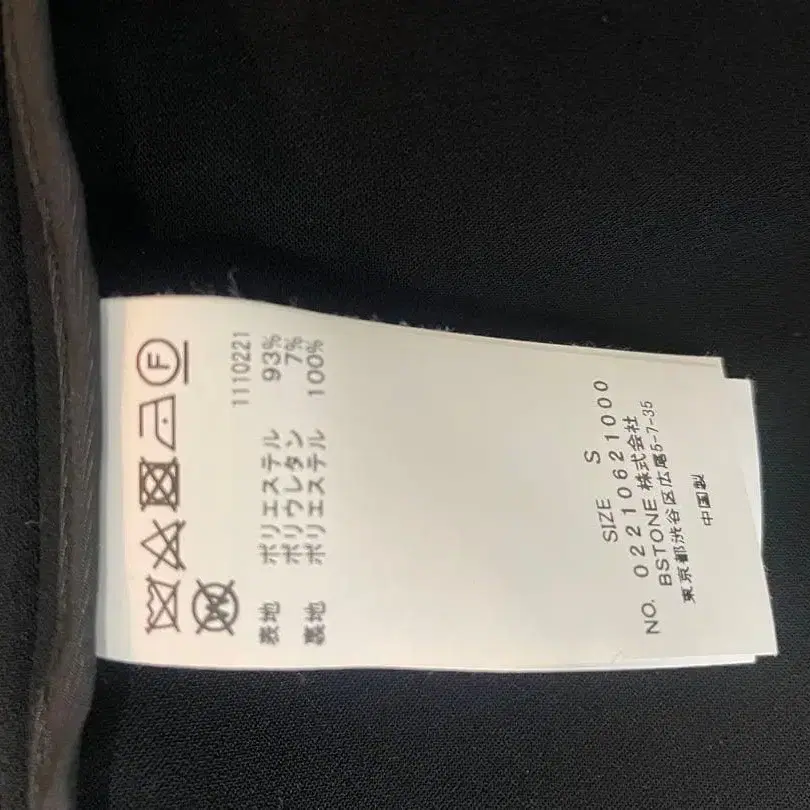 F
W
1110221
表地 ポリエステル 93%
ポリウレタン 7%
裏地 ポリエステル 100%
SIZE S
NO. 0221062 1000
BSTONE 株式会社
東京都渋谷区広尾5-7-35
中国製